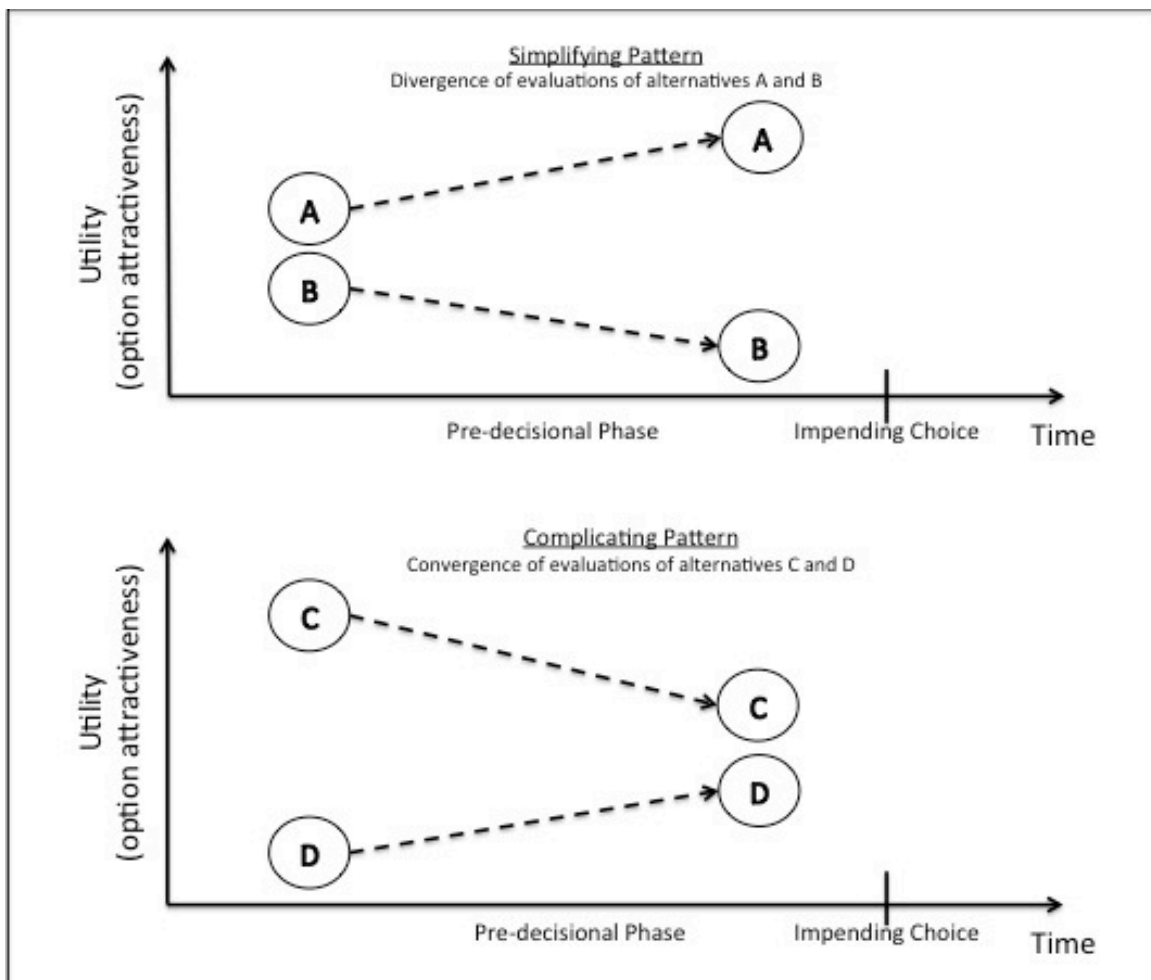 Simplifying Pattern
Divergence of evaluations of alternatives A and B
Utility
(option attractiveness)
A
A
B
B
Pre-decisional Phase
Impending Choice
Time
Complicating Pattern
Convergence of evaluations of alternatives C and D
Utility
(option attractiveness)
C
C
D
D
Pre-decisional Phase
Impending Choice
Time